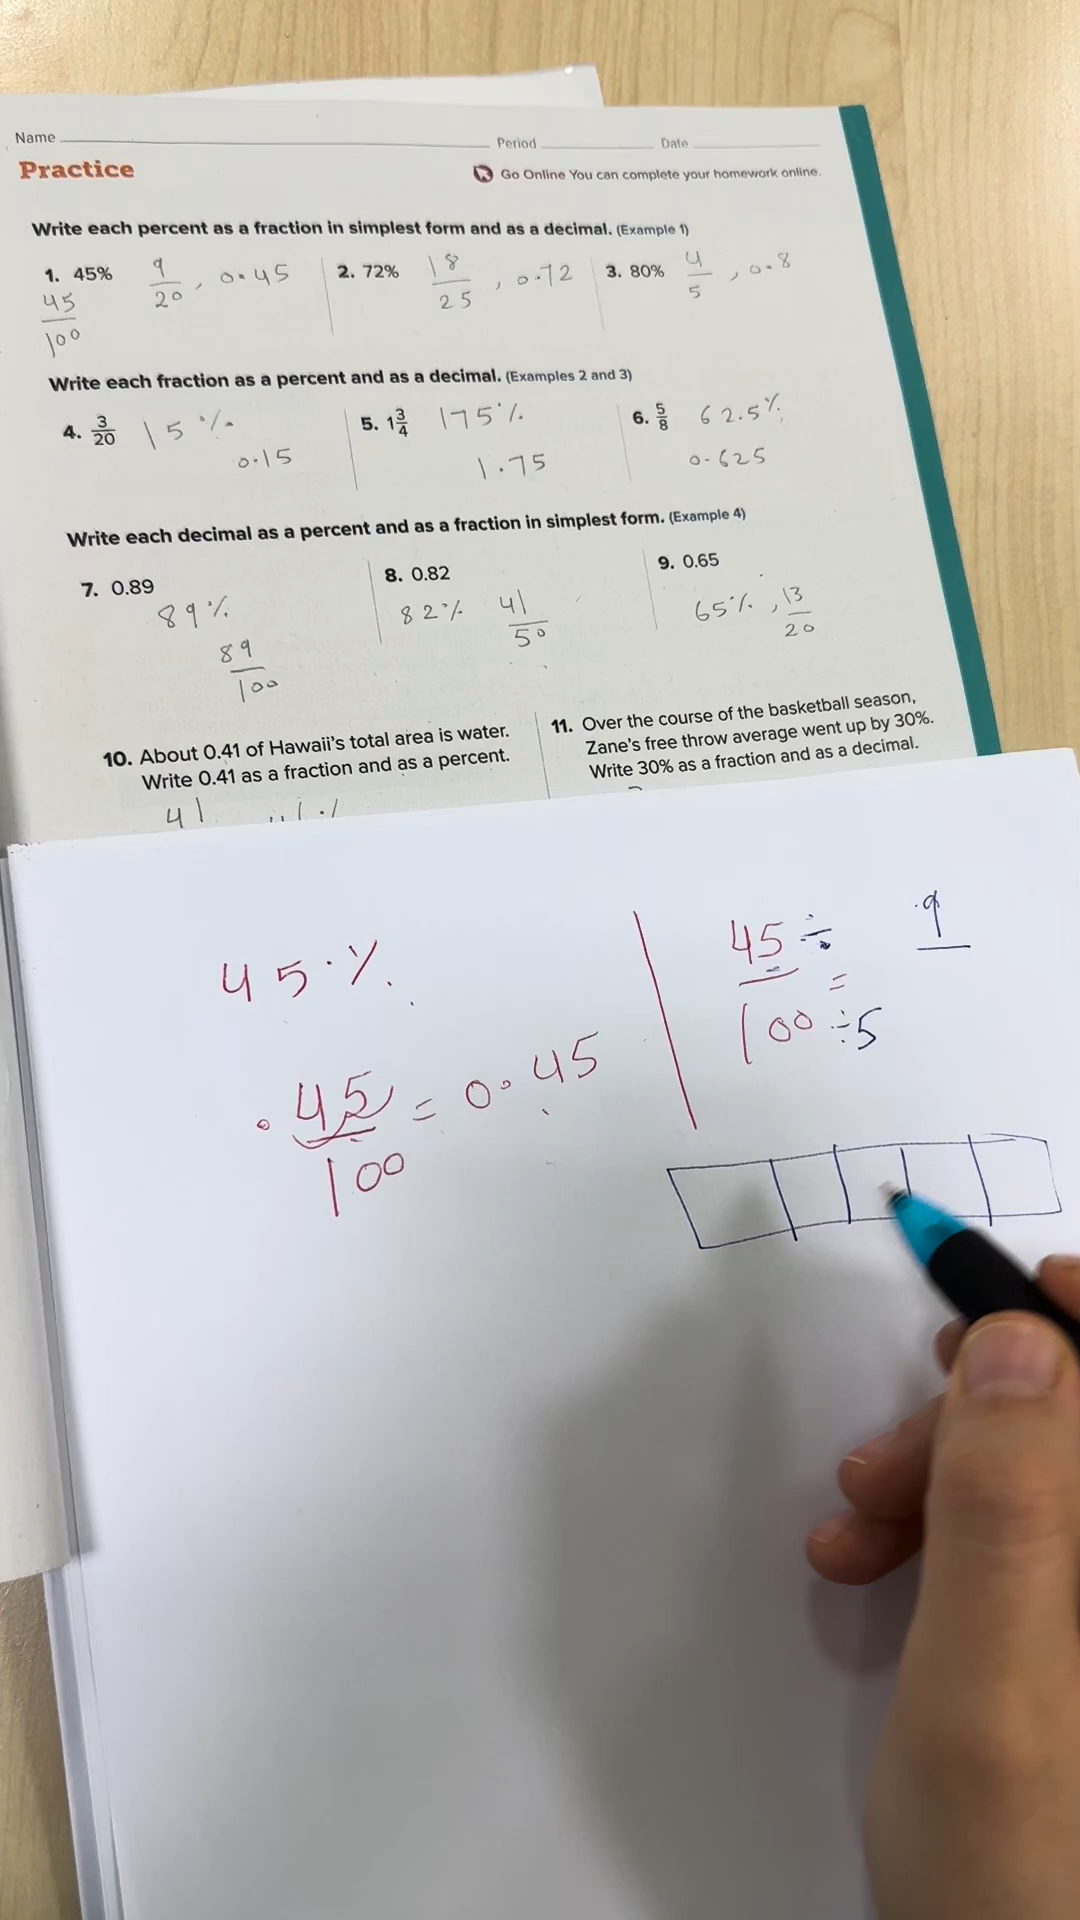 Name
Period
Date
Practice
Go Online You can complete your homework online.
Write each percent as a fraction in simplest form and as a decimal. (Example 1)
1. 45% 9/20, 0.45
45/100
2. 72% 18/25, 0.72
3. 80% 4/5, 0.8
Write each fraction as a percent and as a decimal. (Examples 2 and 3)
4. 3/20 15%
0.15
5. 1 3/4 175%
1.75
6. 5/8 62.5%
0.625
Write each decimal as a percent and as a fraction in simplest form. (Example 4)
7. 0.89
89%
89/100
8. 0.82
82% 41/50
9. 0.65
65%, 13/20
10. About 0.41 of Hawaii's total area is water.
Write 0.41 as a fraction and as a percent.
41
11. Over the course of the basketball season,
Zane's free throw average went up by 30%.
Write 30% as a fraction and as a decimal.
45%
.45/100 = 0.45
45 ÷
100 ÷5
=
9